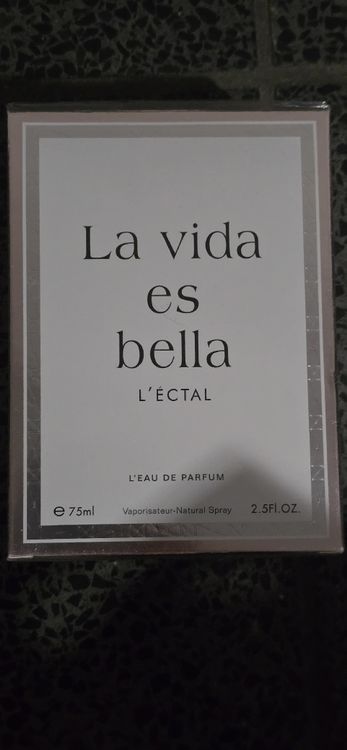 La vida
es
bella
L'ÉCTAL
L'EAU DE PARFUM
e 75ml Vaporisateur-Natural Spray 2.5Fl.OZ.